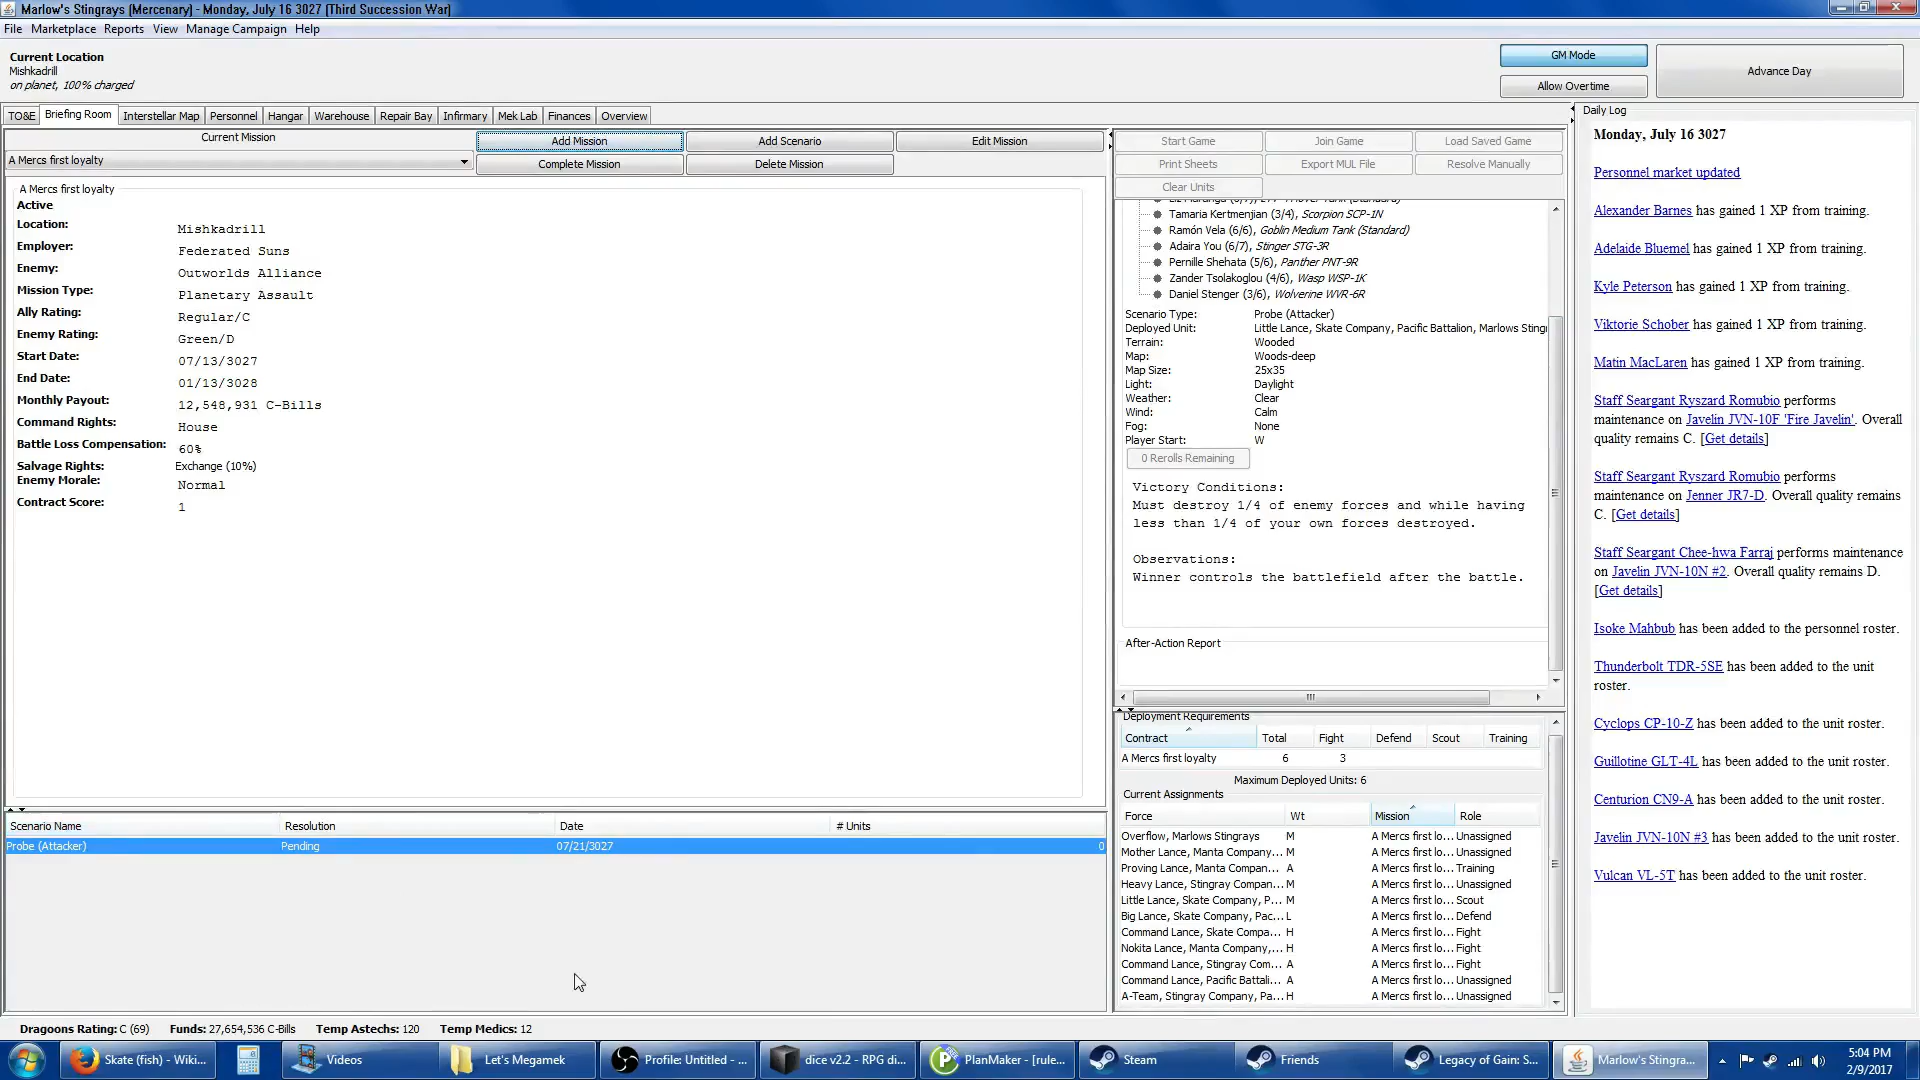 Marlow's Stingrays (Mercenary) - Monday, July 16 3027 (Third Succession War)
File Marketplace Reports View Manage Campaign Help
Current Location
Mishkadrill
on planet, 100% charged
GM Mode
Allow Overtime
Advance Day
TO&E Briefing Room Interstellar Map Personnel Hangar Warehouse Repair Bay Infirmary Mek Lab Finances Overview
Current Mission
A Mercs first loyalty
Add Mission Add Scenario Edit Mission
Complete Mission Delete Mission
A Mercs first loyalty
Active
Location: Mishkadrill
Employer: Federated Suns
Enemy: Outworlds Alliance
Mission Type: Planetary Assault
Ally Rating: Regular/C
Enemy Rating: Green/D
Start Date: 07/13/3027
End Date: 01/13/3028
Monthly Payout: 12,548,931 C-Bills
Command Rights: House
Battle Loss Compensation: 60%
Salvage Rights: Exchange (10%)
Enemy Morale: Normal
Contract Score: 1
Scenario Name Resolution Date # Units
Probe (Attacker) Pending 07/21/3027 0
Start Game Join Game Load Saved Game
Print Sheets Export MUL File Resolve Manually
Clear Units
Tamaria Kertmenjian (3/4), Scorpion SCP-1N
Ramón Vela (6/6), Goblin Medium Tank (Standard)
Adaira You (6/7), Stinger STG-3R
Pernille Shehata (5/6), Panther PNT-9R
Zander Tsolakoglou (4/6), Wasp WSP-1K
Daniel Stenger (3/6), Wolverine WVR-6R
Scenario Type: Probe (Attacker)
Deployed Unit: Little Lance, Skate Company, Pacific Battalion, Marlows Sting
Terrain: Wooded
Map: Woods-deep
Map Size: 25x35
Light: Daylight
Weather: Clear
Wind: Calm
Fog: None
Player Start: W
0 Rerolls Remaining
Victory Conditions:
Must destroy 1/4 of enemy forces and while having
less than 1/4 of your own forces destroyed.
Observations:
Winner controls the battlefield after the battle.
After-Action Report
Deployment Requirements
Contract Total Fight Defend Scout Training
A Mercs first loyalty 6 3
Maximum Deployed Units: 6
Current Assignments
Force Wt Mission Role
Overflow, Marlows Stingrays M A Mercs first lo... Unassigned
Mother Lance, Manta Company... M A Mercs first lo... Unassigned
Proving Lance, Manta Compan... A A Mercs first lo... Training
Heavy Lance, Stingray Compan... M A Mercs first lo... Unassigned
Little Lance, Skate Company, P... M A Mercs first lo... Scout
Big Lance, Skate Company, Pac... L A Mercs first lo... Defend
Command Lance, Skate Compa... H A Mercs first lo... Fight
Nokita Lance, Manta Company,... H A Mercs first lo... Fight
Command Lance, Stingray Com... A A Mercs first lo... Fight
Command Lance, Pacific Battali... A A Mercs first lo... Unassigned
A-Team, Stingray Company, Pa... H A Mercs first lo... Unassigned
Daily Log
Monday, July 16 3027
Personnel market updated
Alexander Barnes has gained 1 XP from training.
Adelaide Bluemel has gained 1 XP from training.
Kyle Peterson has gained 1 XP from training.
Viktorie Schober has gained 1 XP from training.
Matin MacLaren has gained 1 XP from training.
Staff Seargant Ryszard Romubio performs
maintenance on Javelin JVN-10F 'Fire Javelin'. Overall
quality remains C. [Get details]
Staff Seargant Ryszard Romubio performs
maintenance on Jenner JR7-D. Overall quality remains
C. [Get details]
Staff Seargant Chee-hwa Farraj performs maintenance
on Javelin JVN-10N #2. Overall quality remains D.
[Get details]
Isoke Mahbub has been added to the personnel roster.
Thunderbolt TDR-5SE has been added to the unit
roster.
Cyclops CP-10-Z has been added to the unit roster.
Guillotine GLT-4L has been added to the unit roster.
Centurion CN9-A has been added to the unit roster.
Javelin JVN-10N #3 has been added to the unit roster.
Vulcan VL-5T has been added to the unit roster.
Dragoons Rating: C (69) Funds: 27,654,536 C-Bills Temp Astechs: 120 Temp Medics: 12
Skate (fish) - Wiki... Videos Let's Megamek Profile: Untitled - ... dice v2.2 - RPG di... PlanMaker - [rule... Steam Friends Legacy of Gain: S... Marlow's Stingra...
5:04 PM
2/9/2017